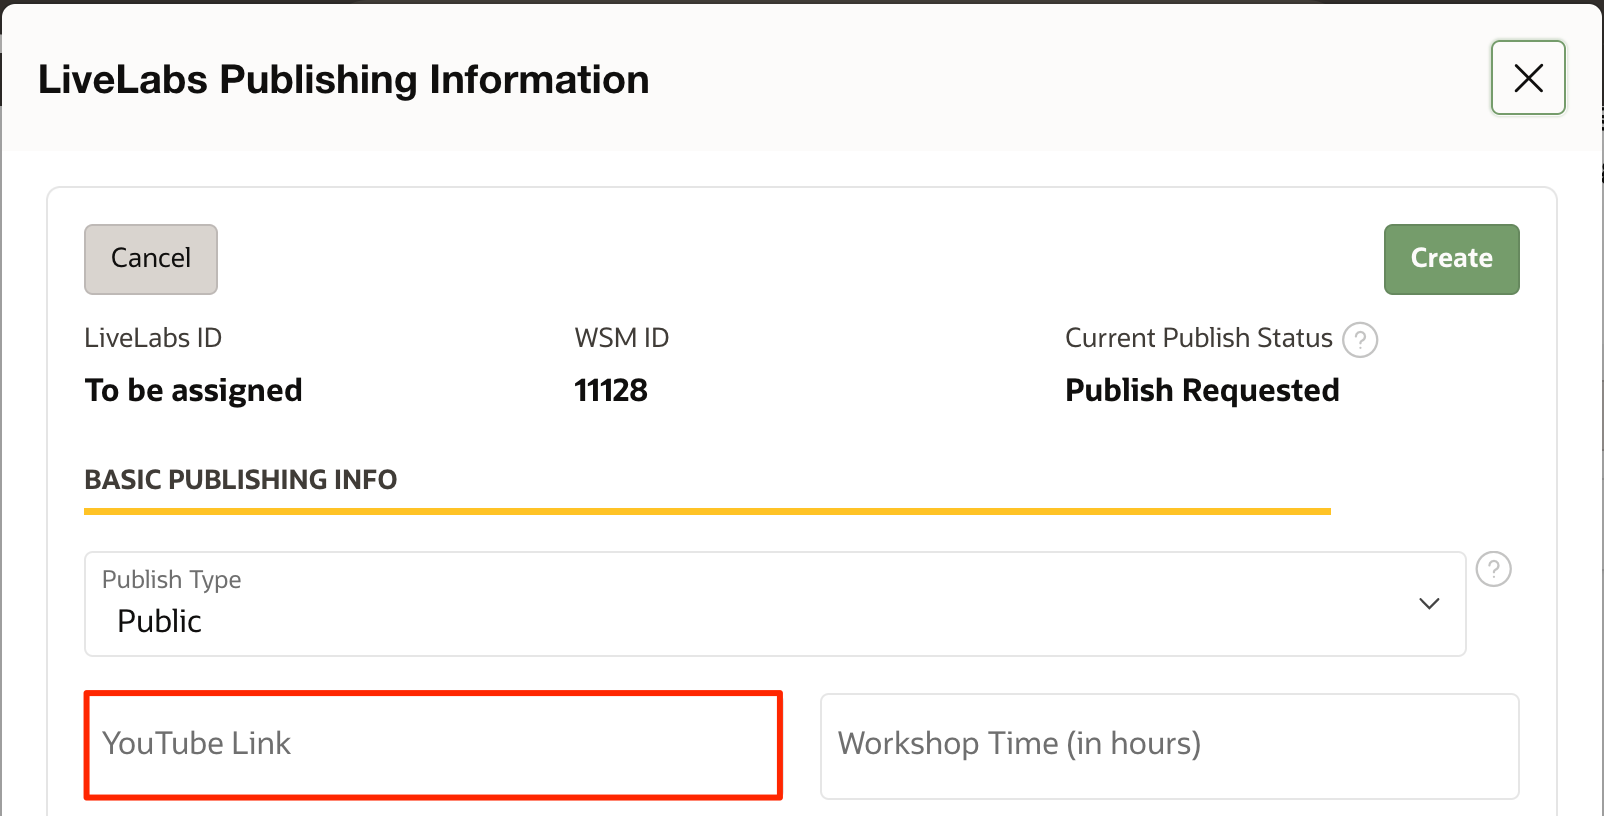 LiveLabs Publishing Information
Cancel
Create
LiveLabs ID
WSM ID
Current Publish Status ?
To be assigned
11128
Publish Requested
BASIC PUBLISHING INFO
Publish Type
?
Public
YouTube Link
Workshop Time (in hours)